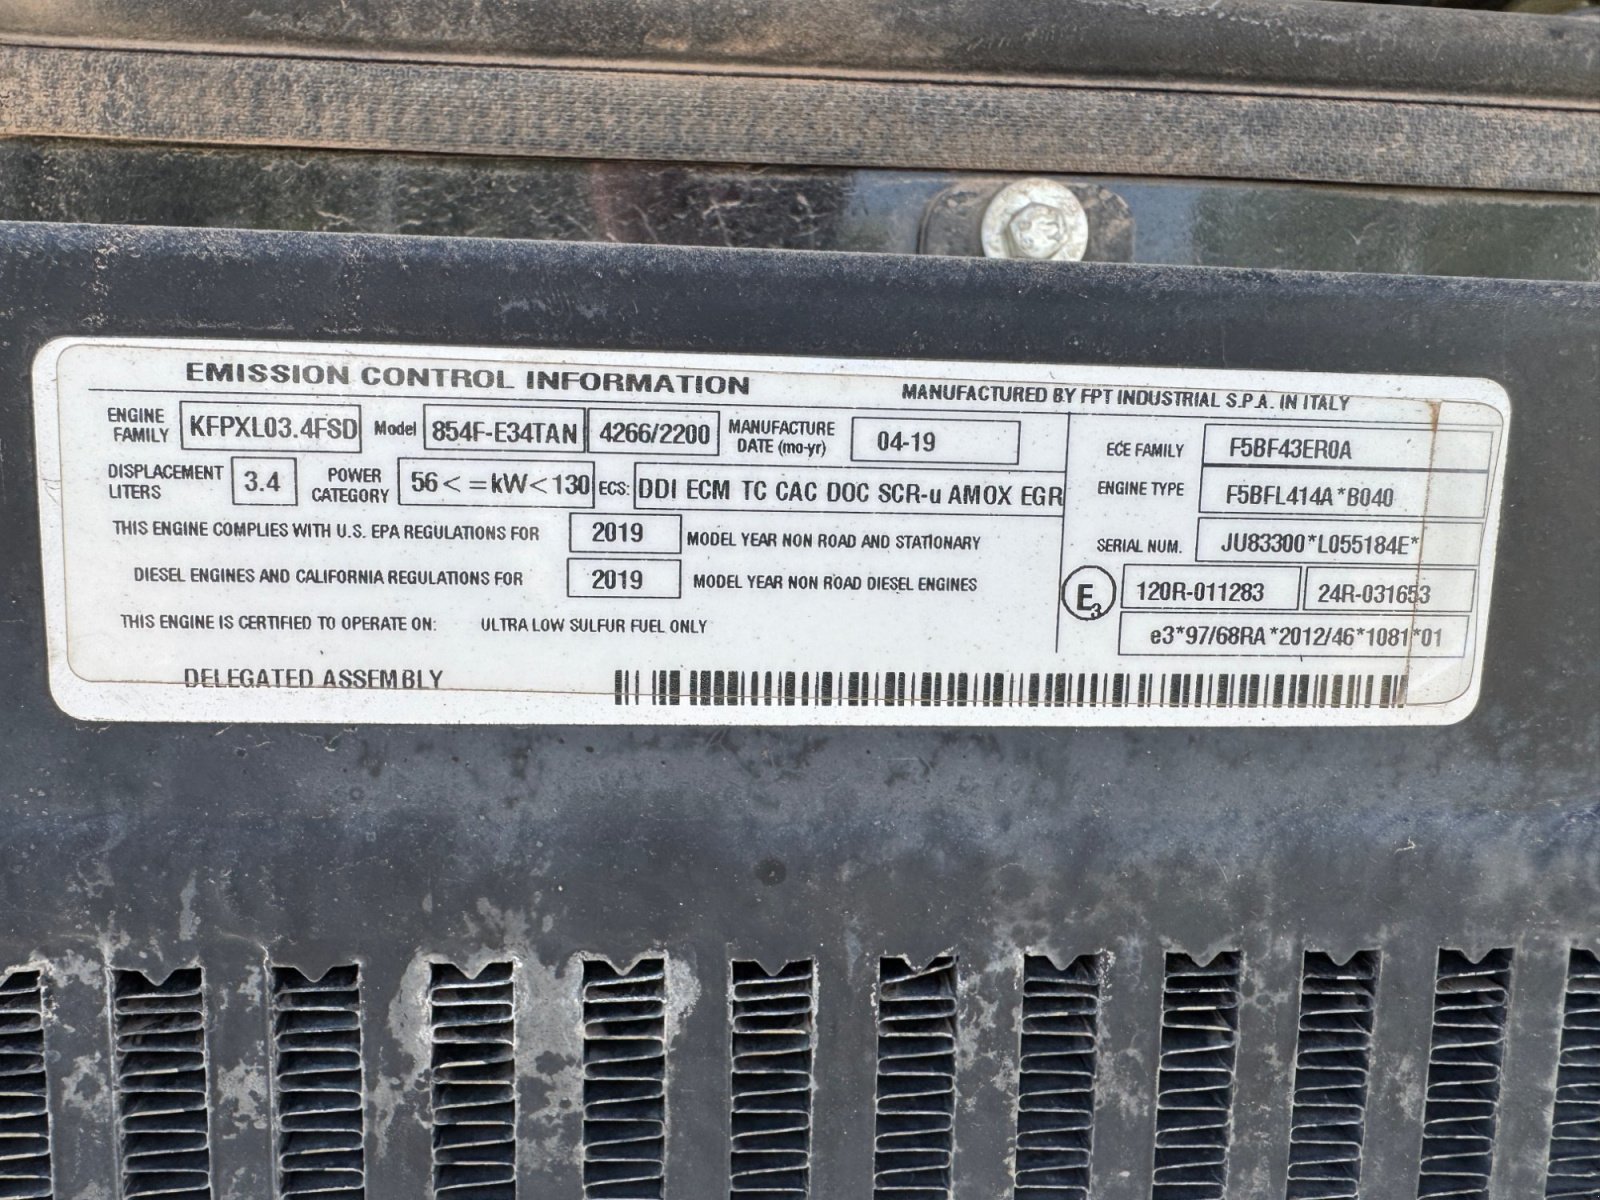 EMISSION CONTROL INFORMATION
MANUFACTURED BY FPT INDUSTRIAL S.P.A. IN ITALY
ENGINE FAMILY KFPXL03.4FSD Model 854F-E34TAN 4266/2200 MANUFACTURE DATE (mo-yr) 04-19
DISPLACEMENT LITERS 3.4 POWER CATEGORY 56<=kW<130 ECS: DDI ECM TC CAC DOC SCR-u AMOX EGR
THIS ENGINE COMPLIES WITH U.S. EPA REGULATIONS FOR 2019 MODEL YEAR NON ROAD AND STATIONARY
DIESEL ENGINES AND CALIFORNIA REGULATIONS FOR 2019 MODEL YEAR NON ROAD DIESEL ENGINES
THIS ENGINE IS CERTIFIED TO OPERATE ON: ULTRA LOW SULFUR FUEL ONLY
DELEGATED ASSEMBLY
ECE FAMILY F5BF43ER0A
ENGINE TYPE F5BFL414A*B040
SERIAL NUM. JU83300*L055184E*
E3 120R-011283 24R-031653
e3*97/68RA*2012/46*1081*01